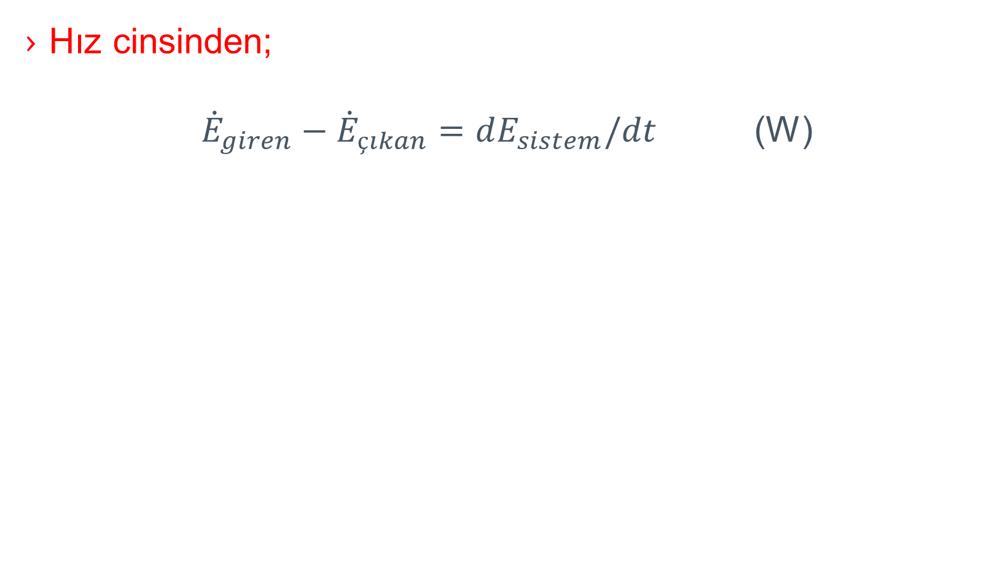 › Hız cinsinden;
Ė_giren − Ė_çıkan = dE_sistem/dt (W)